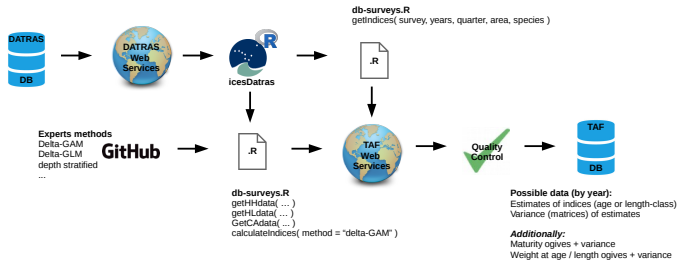 db-surveys.R
getIndices( survey, years, quarter, area, species )
DATRAS
DB
DATRAS
Web
Services
R
icesDatras
.R
Experts methods
Delta-GAM
Delta-GLM
depth stratified
...
GitHub
.R
TAF
Web
Services
Quality
Control
TAF
DB
db-surveys.R
getHHdata( … )
getHLdata( … )
GetCAdata( ... )
calculateIndices( method = “delta-GAM” )
Possible data (by year):
Estimates of indices (age or length-class)
Variance (matrices) of estimates
Additionally:
Maturity ogives + variance
Weight at age / length ogives + variance